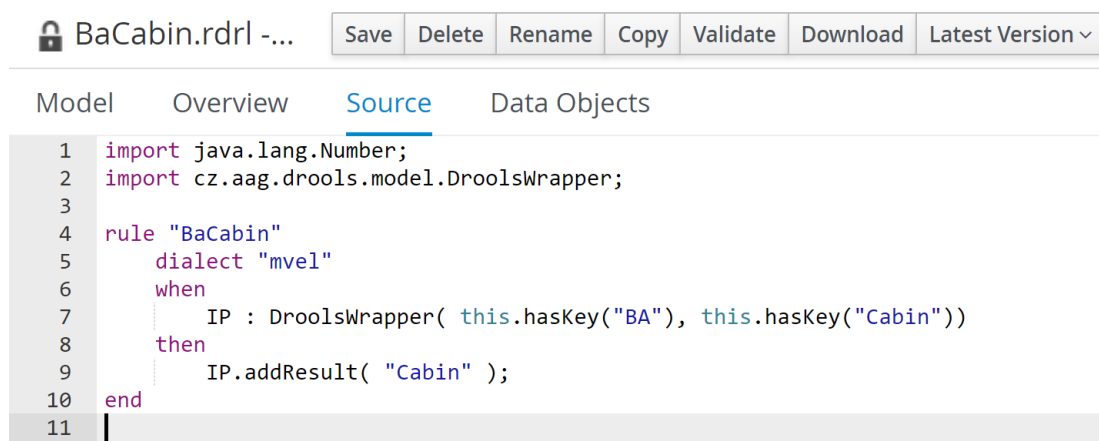 BaCabin.rdrl -... Save Delete Rename Copy Validate Download Latest Version
Model Overview Source Data Objects
1 import java.lang.Number;
2 import cz.aag.drools.model.DroolsWrapper;
3
4 rule "BaCabin"
5     dialect "mvel"
6     when
7         IP : DroolsWrapper( this.hasKey("BA"), this.hasKey("Cabin"))
8     then
9         IP.addResult( "Cabin" );
10 end
11